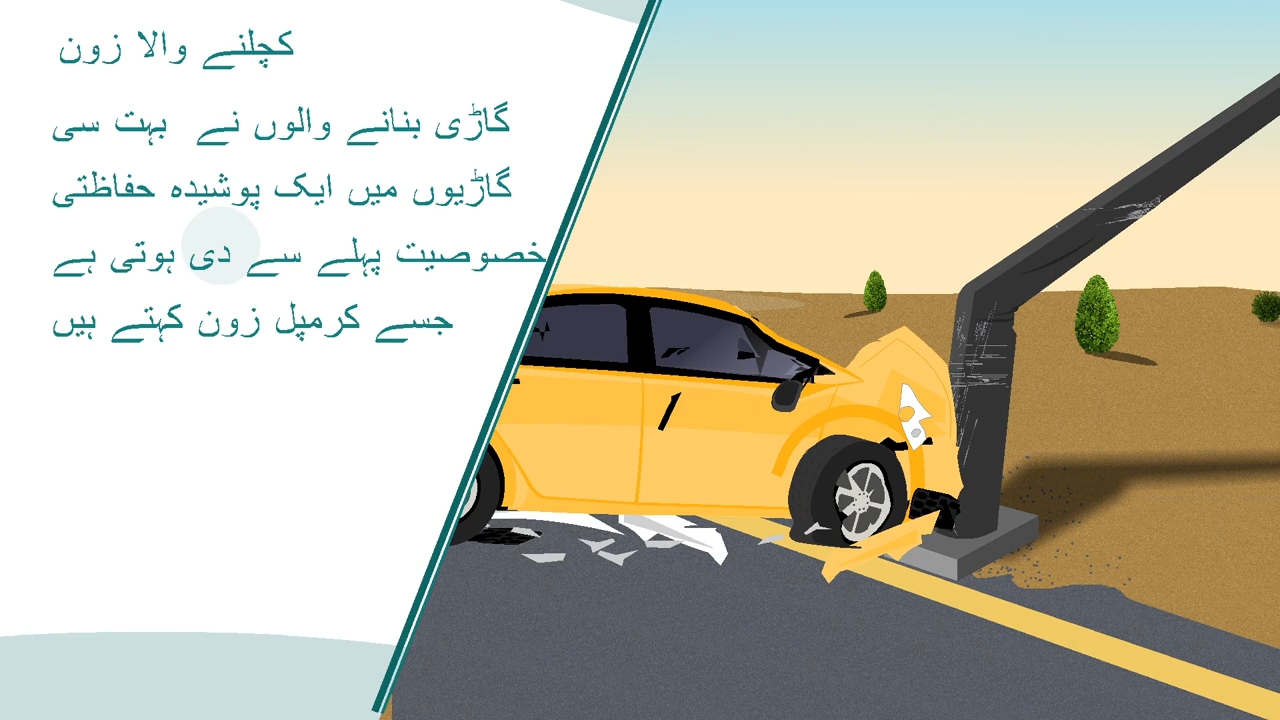 کچلنے والا زون
گاڑی بنانے والوں نے بہت سی
گاڑیوں میں ایک پوشیدہ حفاظتی
خصوصیت پہلے سے دی ہوتی ہے
جسے کرمپل زون کہتے ہیں